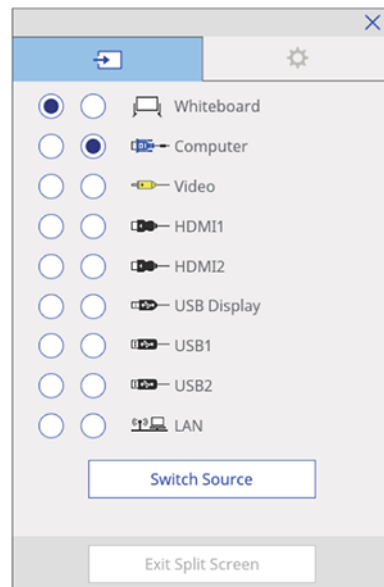 Whiteboard
Computer
Video
HDMI1
HDMI2
USB Display
USB1
USB2
LAN
Switch Source
Exit Split Screen